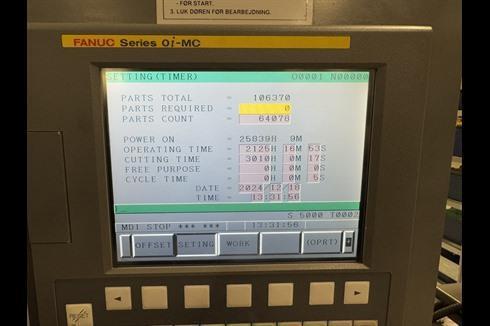 - FØR START.
3. LUK DØREN FØR BEARBEJDNING.
FANUC Series 0i-MC
SETTING(TIMER) O0001 N00000
PARTS TOTAL = 106370
PARTS REQUIRED = 0
PARTS COUNT = 64078
POWER ON = 25839H 9M
OPERATING TIME = 2125H 16M 53S
CUTTING TIME = 3010H 0M 17S
FREE PURPOSE = 0H 0M 0S
CYCLE TIME = 0H 0M 5S
DATE = 2024/12/18
TIME = 13:31:56
S 5000 T0002
MDI STOP *** *** 13:31:56
OFFSET SETING WORK (OPRT)
RESET